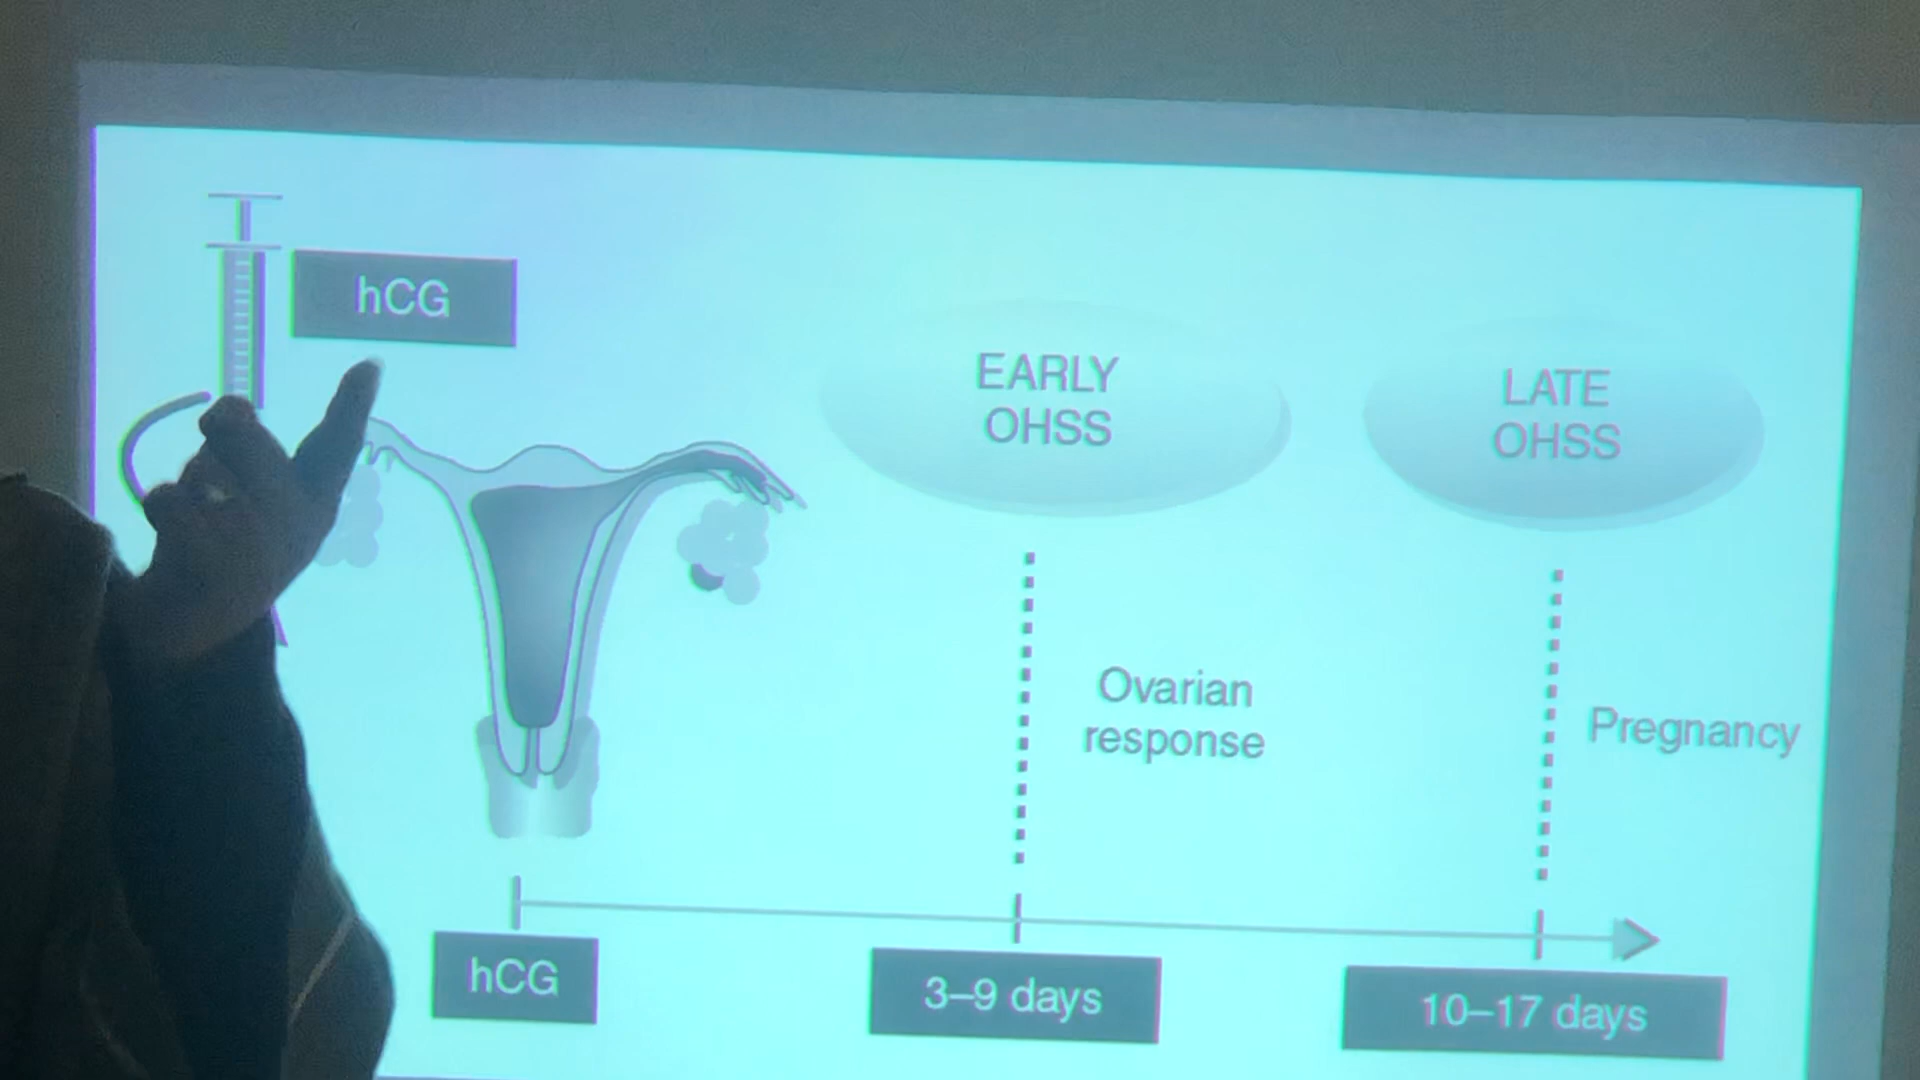 hCG
EARLY
OHSS
LATE
OHSS
Ovarian
response
Pregnancy
hCG
3–9 days
10–17 days